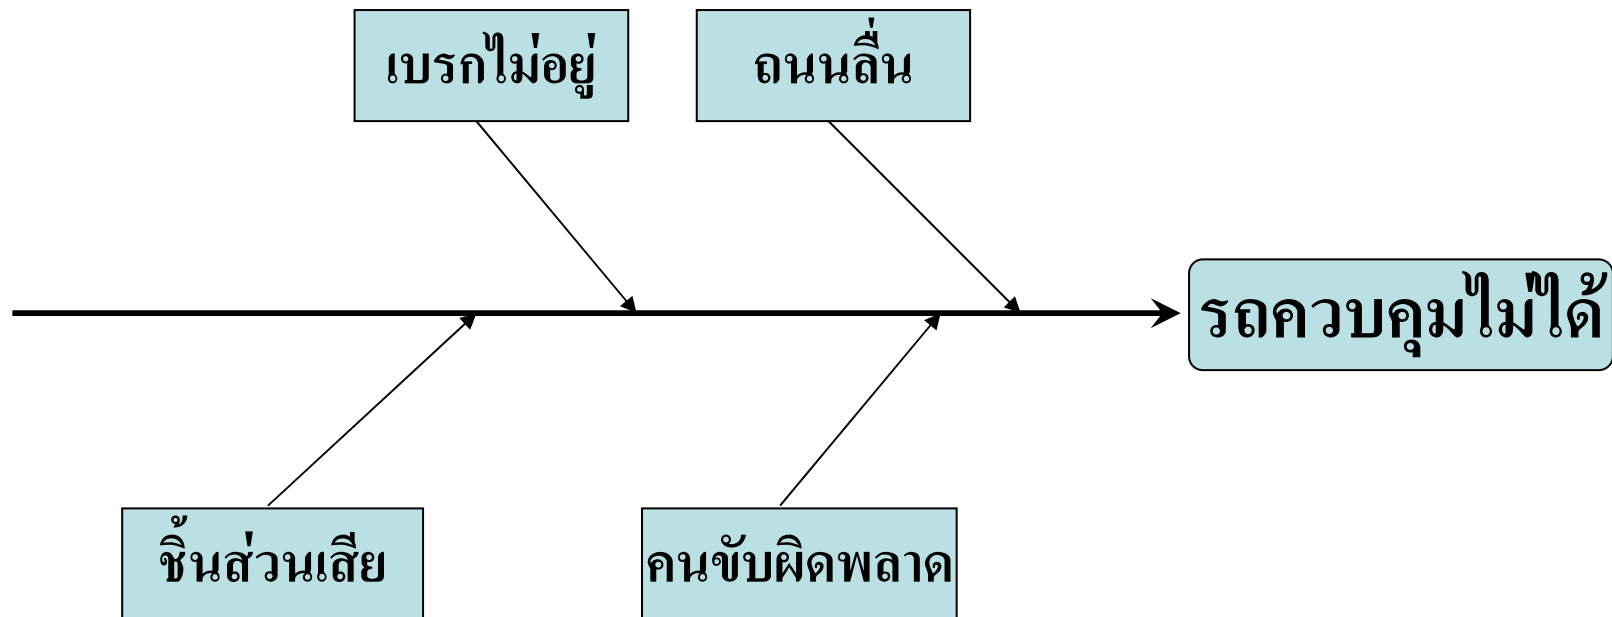 เบรกไม่อยู่
ถนนลื่น
รถควบคุมไม่ได้
ชิ้นส่วนเสีย
คนขับผิดพลาด